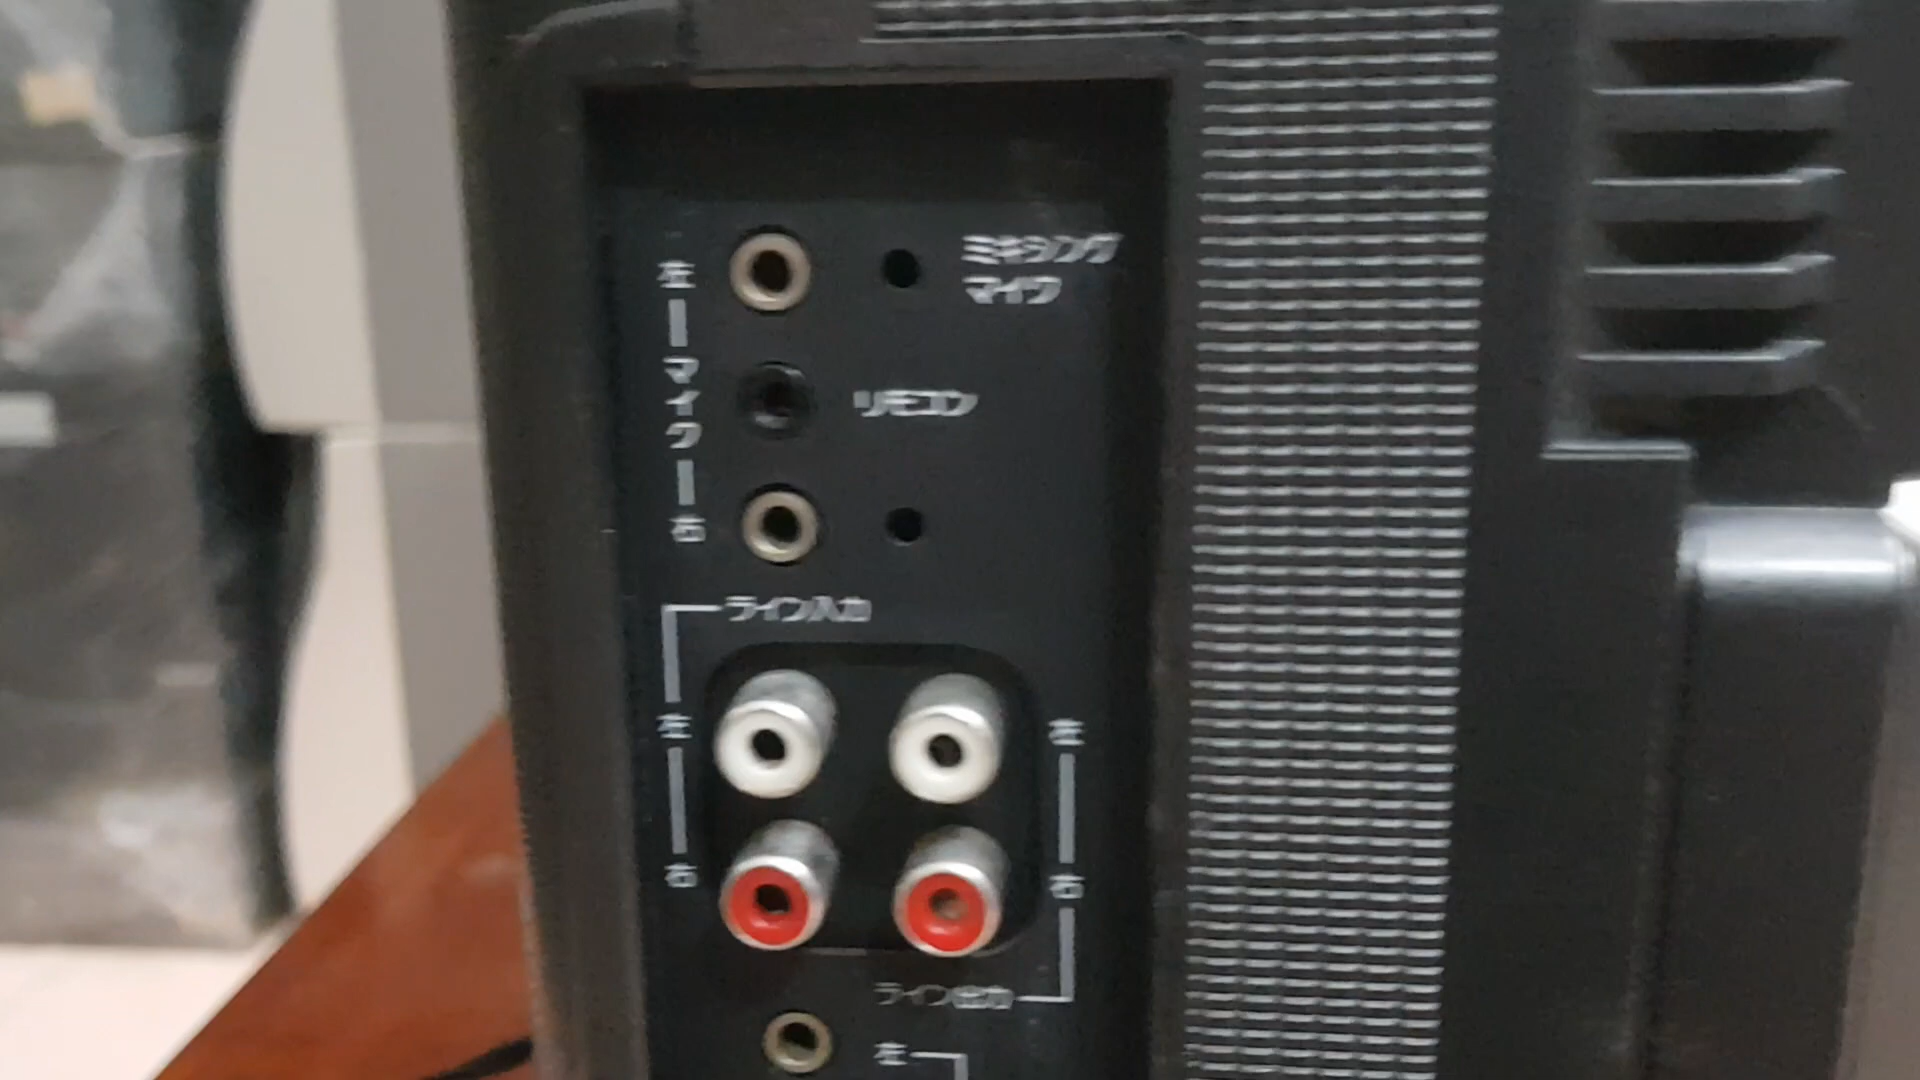 左 ミキシング
マイク
マイク
リモコン
右
ライン入力
左 左
右 右
ライン出力
左